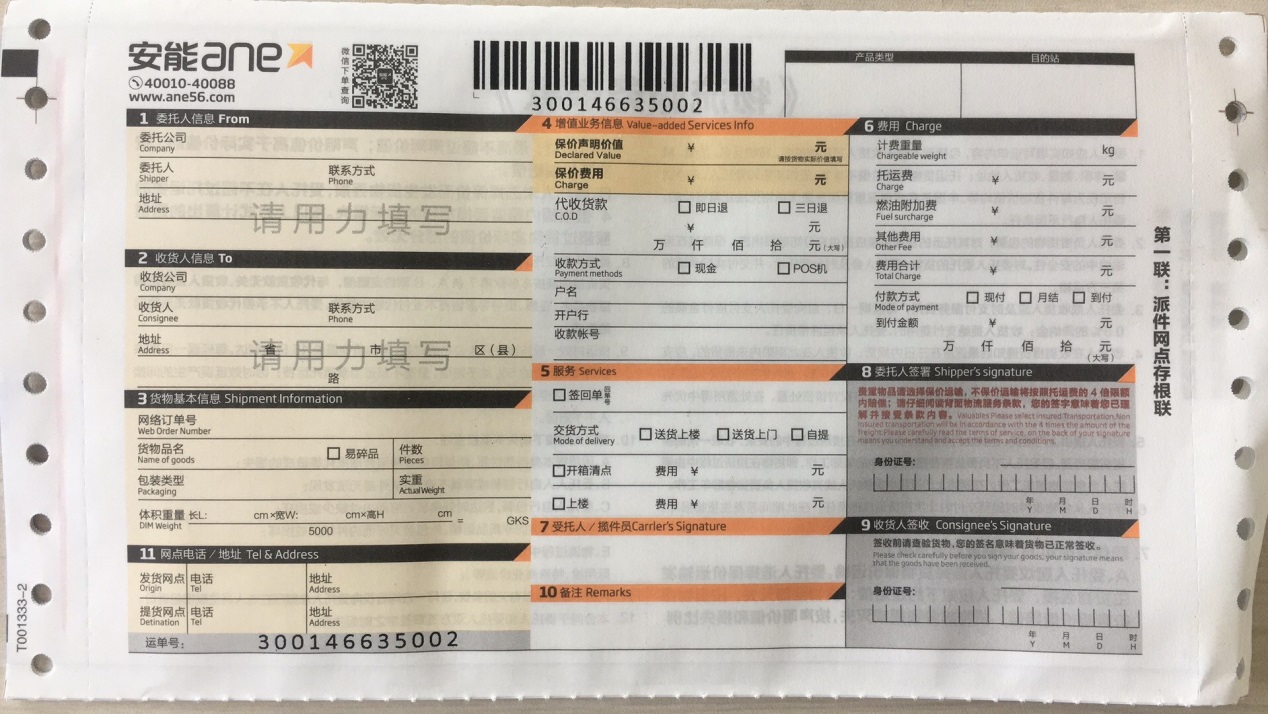 安能ane
40010-40088
www.ane56.com
微信下单查询
300146635002
产品类型 目的站
1 委托人信息 From
委托公司
Company
委托人 联系方式
Shipper Phone
地址
Address
请用力填写
2 收货人信息 To
收货公司
Company
收货人 联系方式
Consignee Phone
地址
Address
省 市 区(县)
请用力填写
路
3 货物基本信息 Shipment Information
网络订单号
Web Order Number
货物品名 易碎品 件数
Name of goods Pieces
包装类型 实重
Packaging Actual Weight
体积重量 长L: cm×宽W: cm×高H cm = GKS
DIM Weight 5000
11 网点电话/地址 Tel & Address
发货网点 电话 地址
Origin Tel Address
提货网点 电话 地址
Detination Tel Address
运单号: 300146635002
4 增值业务信息 Value-added Services Info
保价声明价值 ¥ 元
Declared Value 请按货物实际价值填写
保价费用 ¥ 元
Charge
代收货款 即日退 三日退
C.O.D
¥ 元
万 仟 佰 拾 元(大写)
收款方式 现金 POS机
Payment methods
户名
开户行
收款帐号
5 服务 Services
签回单 回单号
交货方式 送货上楼 送货上门 自提
Mode of delivery
开箱清点 费用 ¥ 元
上楼 费用 ¥ 元
7 受托人/揽件员Carrier's Signature
10 备注 Remarks
6 费用 Charge
计费重量 kg
Chargeable weight
托运费 ¥ 元
Charge
燃油附加费 ¥ 元
Fuel surcharge
其他费用 ¥ 元
Other Fee
费用合计 ¥ 元
Total Charge
付款方式 现付 月结 到付
Mode of payment
到付金额 ¥ 元
万 仟 佰 拾 元
(大写)
8 委托人签署 Shipper's signature
贵重物品请选择保价运输，不保价运输将按照托运费的 4 倍限额
内赔偿；请仔细阅读背面物流服务条款，您的签字意味着您已理
解并接受条款内容。Valuables Please select Insured Transportation,Non
Insured transportation will be in accordance with the 4 times the amount of the
freight.Please carefully read the terms of service, on the back of your signature
means you understand and accept the terms and conditions.
身份证号:
年 月 日 时
Y M D H
9 收货人签收 Consignee's Signature
签收前请查验货物,您的签名意味着货物已正常签收。
Please check carefully before you sign your goods, your signature means
that the goods have been received.
身份证号:
年 月 日 时
Y M D H
第一联：派件网点存根联
T001333-2